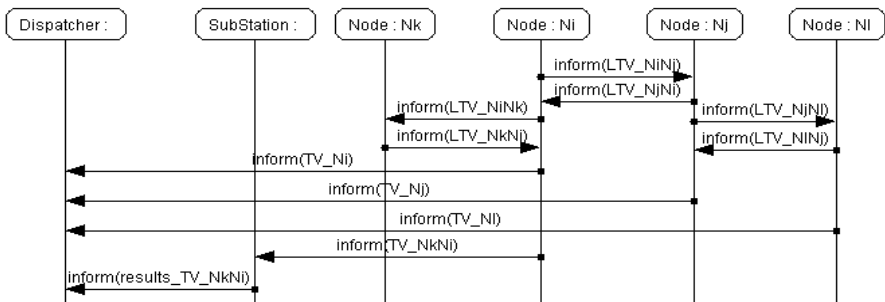 Dispatcher :
SubStation :
Node : Nk
Node : Ni
Node : Nj
Node : Nl
inform(LTV_NiNj)
inform(LTV_NjNi)
inform(LTV_NiNk)
inform(LTV_NjNl)
inform(LTV_NkNj)
inform(LTV_NlNj)
inform(TV_Ni)
inform(TV_Nj)
inform(TV_Nl)
inform(TV_NkNi)
inform(results_TV_NkNi)